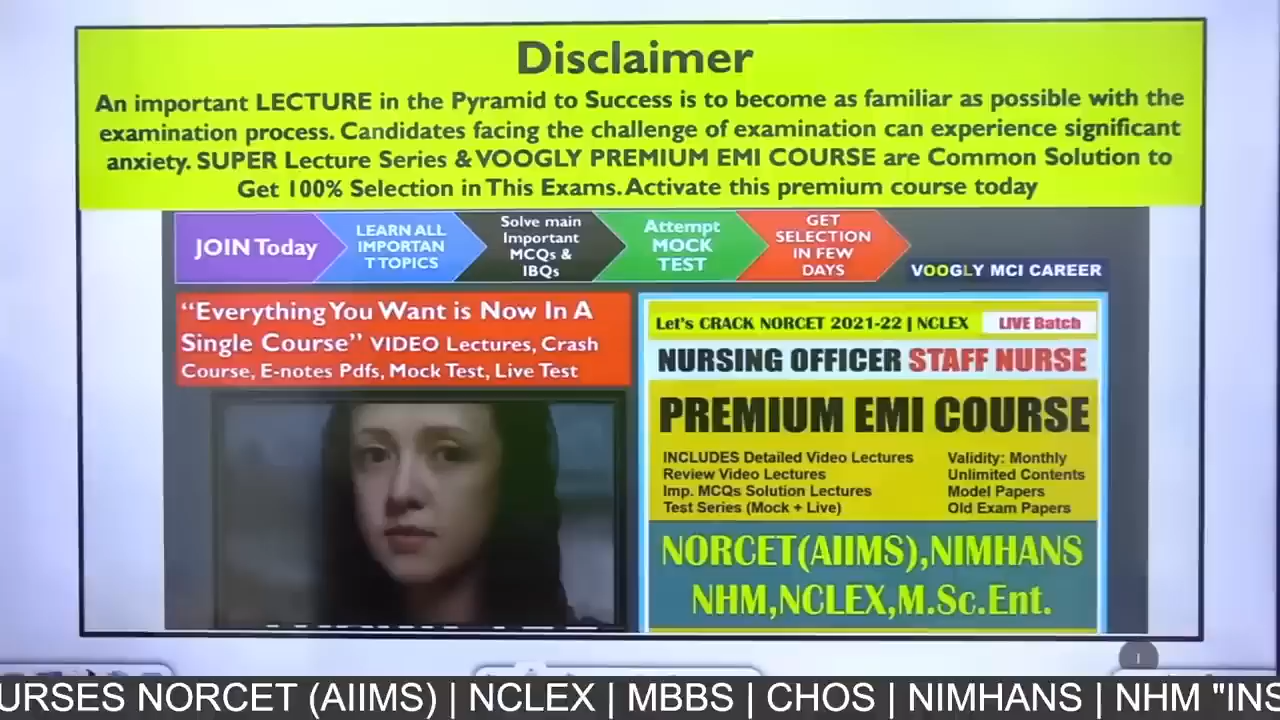 Disclaimer
An important LECTURE in the Pyramid to Success is to become as familiar as possible with the
examination process. Candidates facing the challenge of examination can experience significant
anxiety. SUPER Lecture Series & VOOGLY PREMIUM EMI COURSE are Common Solution to
Get 100% Selection in This Exams. Activate this premium course today
JOIN Today
LEARN ALL
IMPORTAN
T TOPICS
Solve main
Important
MCQs &
IBQs
Attempt
MOCK
TEST
GET
SELECTION
IN FEW
DAYS
VOOGLY MCI CAREER
“Everything You Want is Now In A
Single Course” VIDEO Lectures, Crash
Course, E-notes Pdfs, Mock Test, Live Test
Let's CRACK NORCET 2021-22 | NCLEX LIVE Batch
NURSING OFFICER STAFF NURSE
PREMIUM EMI COURSE
INCLUDES Detailed Video Lectures
Review Video Lectures
Imp. MCQs Solution Lectures
Test Series (Mock + Live)
Validity: Monthly
Unlimited Contents
Model Papers
Old Exam Papers
NORCET(AIIMS),NIMHANS
NHM,NCLEX,M.Sc.Ent.
1
URSES NORCET (AIIMS) | NCLEX | MBBS | CHOS | NIMHANS | NHM "INS